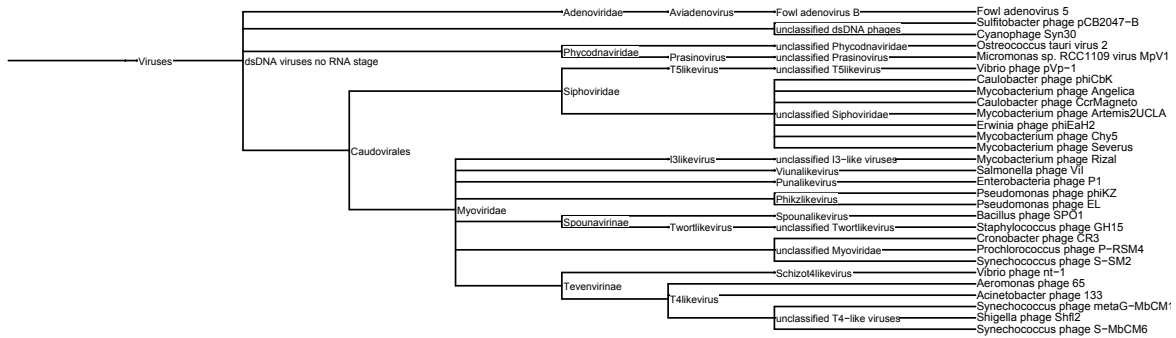 Adenoviridae Aviadenovirus Fowl adenovirus B Fowl adenovirus 5
Sulfitobacter phage pCB2047−B
unclassified dsDNA phages
Cyanophage Syn30
unclassified Phycodnaviridae Ostreococcus tauri virus 2
Phycodnaviridae
Viruses dsDNA viruses no RNA stage Prasinovirus unclassified Prasinovirus Micromonas sp. RCC1109 virus MpV1
T5likevirus unclassified T5likevirus Vibrio phage pVp−1
Caulobacter phage phiCbK
Siphoviridae Mycobacterium phage Angelica
Caulobacter phage CcrMagneto
unclassified Siphoviridae Mycobacterium phage Artemis2UCLA
Erwinia phage phiEaH2
Mycobacterium phage Chy5
Caudovirales Mycobacterium phage Severus
I3likevirus unclassified I3−like viruses Mycobacterium phage Rizal
Viunalikevirus Salmonella phage ViI
Punalikevirus Enterobacteria phage P1
Pseudomonas phage phiKZ
Phikzlikevirus
Pseudomonas phage EL
Myoviridae Spounalikevirus Bacillus phage SPO1
Spounavirinae
Twortlikevirus unclassified Twortlikevirus Staphylococcus phage GH15
Cronobacter phage CR3
unclassified Myoviridae Prochlorococcus phage P−RSM4
Synechococcus phage S−SM2
Schizot4likevirus Vibrio phage nt−1
Tevenvirinae Aeromonas phage 65
T4likevirus Acinetobacter phage 133
Synechococcus phage metaG−MbCM1
unclassified T4−like viruses Shigella phage Shfl2
Synechococcus phage S−MbCM6